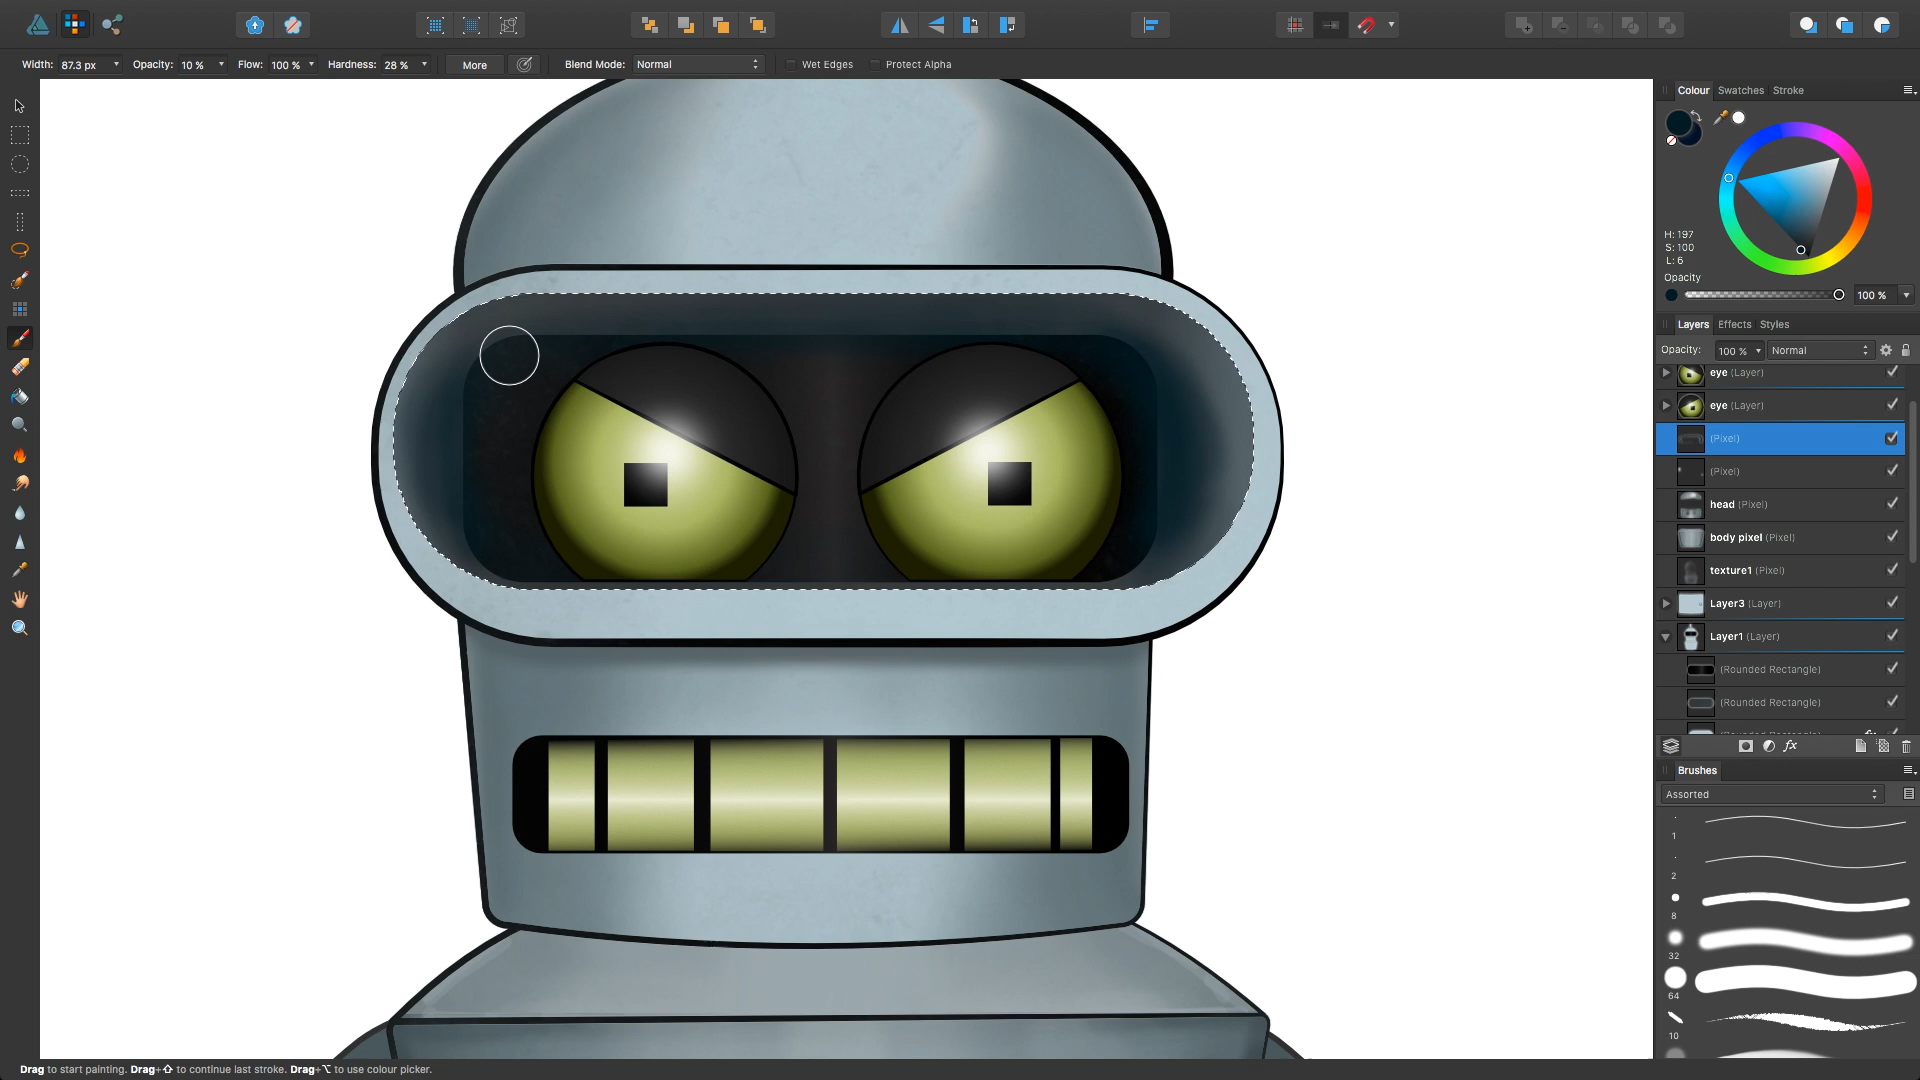 Width: 87.3 px Opacity: 10 % Flow: 100 % Hardness: 28 % More Blend Mode: Normal Wet Edges Protect Alpha
Colour Swatches Stroke
H: 197
S: 100
L: 6
Opacity
100 %
Layers Effects Styles
Opacity: 100 % Normal
eye (Layer)
eye (Layer)
(Pixel)
(Pixel)
head (Pixel)
body pixel (Pixel)
texture1 (Pixel)
Layer3 (Layer)
Layer1 (Layer)
(Rounded Rectangle)
(Rounded Rectangle)
fx
Brushes
Assorted
1
2
8
32
64
10
Drag to start painting. Drag+⇧ to continue last stroke. Drag+⌥ to use colour picker.